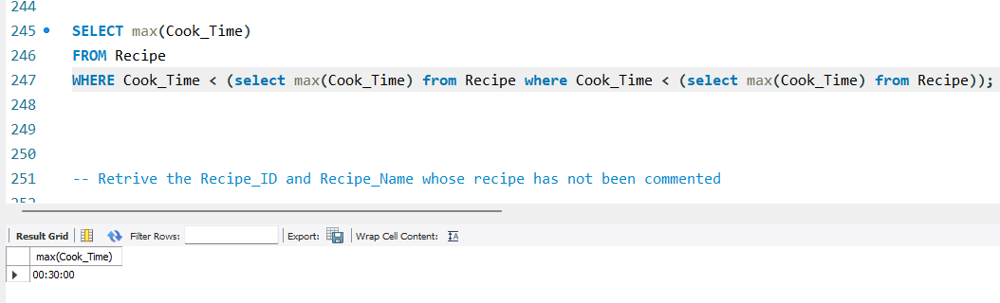 244
245 SELECT max(Cook_Time)
246 FROM Recipe
247 WHERE Cook_Time < (select max(Cook_Time) from Recipe where Cook_Time < (select max(Cook_Time) from Recipe));
248
249
250
251 -- Retrive the Recipe_ID and Recipe_Name whose recipe has not been commented
252
Result Grid Filter Rows: Export: Wrap Cell Content: IA
max(Cook_Time)
00:30:00